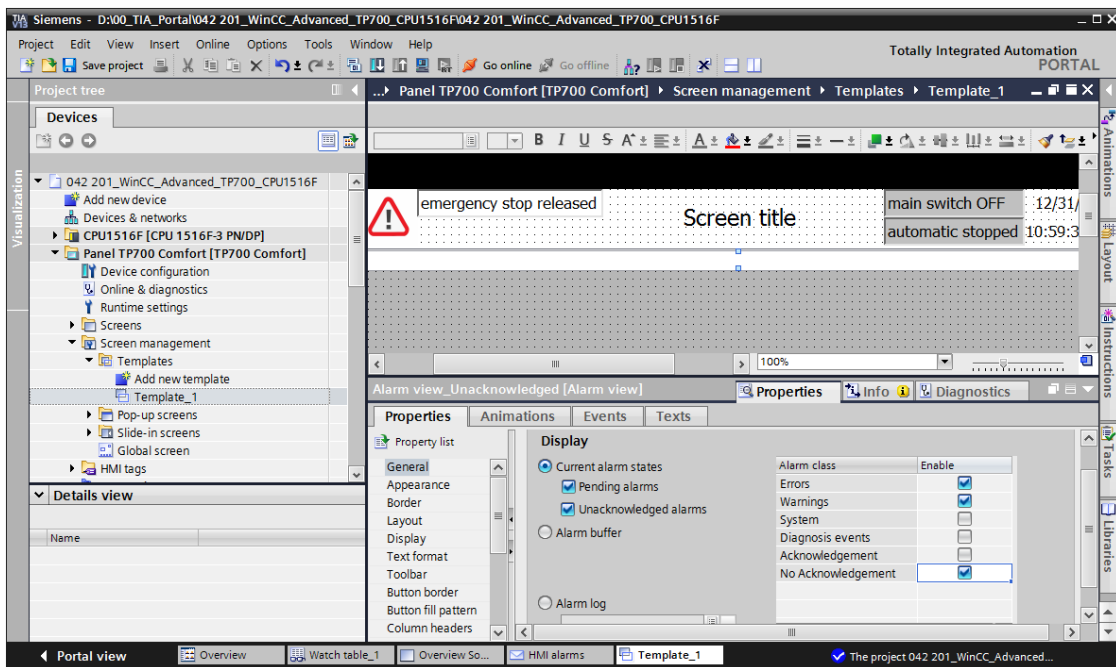 Siemens - D:\00_TIA_Portal\042 201_WinCC_Advanced_TP700_CPU1516F\042 201_WinCC_Advanced_TP700_CPU1516F
Project Edit View Insert Online Options Tools Window Help
Totally Integrated Automation
PORTAL
Save project Go online Go offline
Project tree
...▸ Panel TP700 Comfort [TP700 Comfort] ▸ Screen management ▸ Templates ▸ Template_1
Devices
B I U S A
042 201_WinCC_Advanced_TP700_CPU1516F
Add new device
Devices & networks
CPU1516F [CPU 1516F-3 PN/DP]
Panel TP700 Comfort [TP700 Comfort]
Device configuration
Online & diagnostics
Runtime settings
Screens
Screen management
Templates
Add new template
Template_1
Pop-up screens
Slide-in screens
Global screen
HMI tags
Visualization
emergency stop released
Screen title
main switch OFF
12/31/
automatic stopped
10:59:3
100%
Animations
Layout
Instructions
Tasks
Libraries
Details view
Name
Alarm view_Unacknowledged [Alarm view]
Properties Info Diagnostics
Properties Animations Events Texts
Property list
General
Appearance
Border
Layout
Display
Text format
Toolbar
Button border
Button fill pattern
Column headers
Display
Current alarm states
Pending alarms
Unacknowledged alarms
Alarm buffer
Alarm log
Alarm class Enable
Errors
Warnings
System
Diagnosis events
Acknowledgement
No Acknowledgement
Portal view Overview Watch table_1 Overview So... HMI alarms Template_1 The project 042 201_WinCC_Advanced...